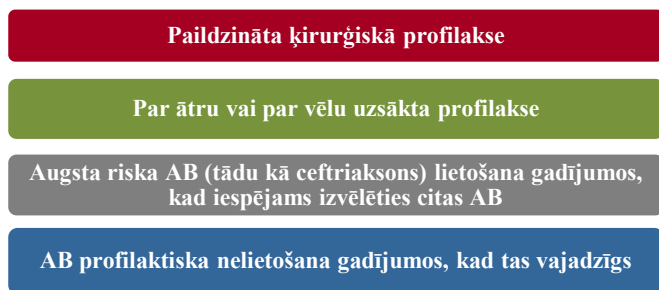 Paildzināta ķirurģiskā profilakse
Par ātru vai par vēlu uzsākta profilakse
Augsta riska AB (tādu kā ceftriaksons) lietošana gadījumos,
kad iespējams izvēlēties citas AB
AB profilaktiska nelietošana gadījumos, kad tas vajadzīgs